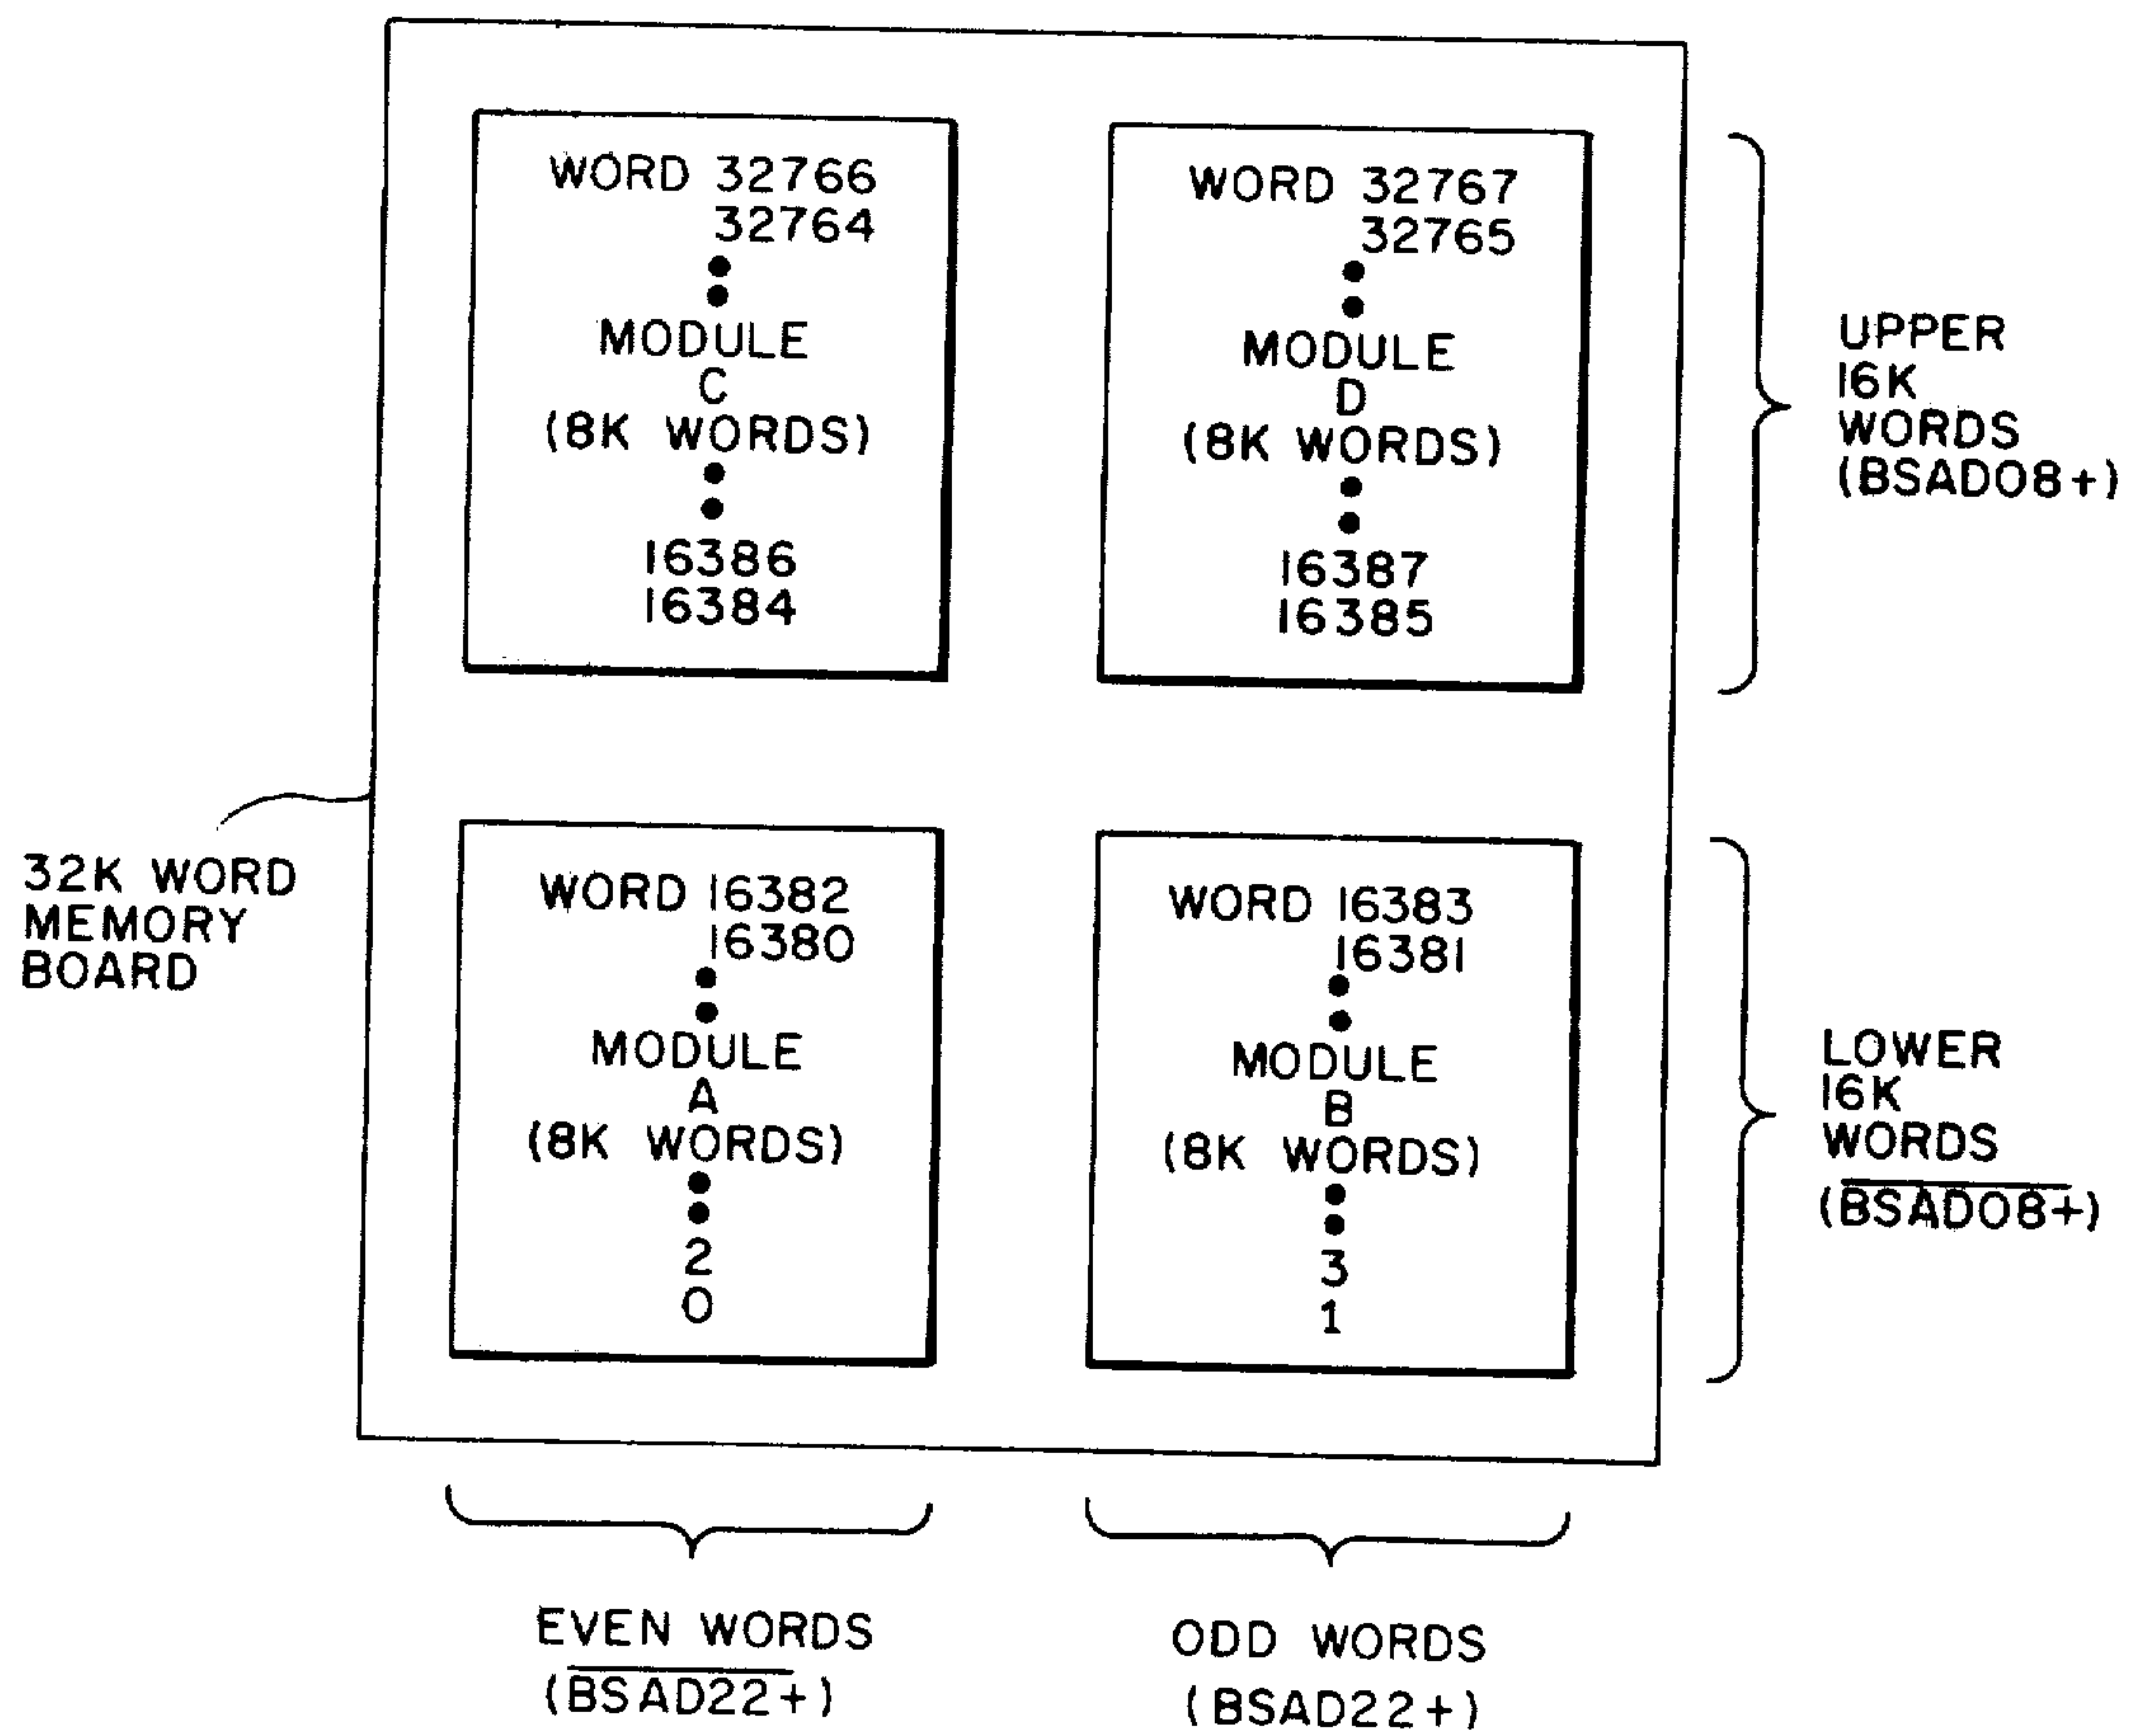 WORD 32766
32764
MODULE
C
(8K WORDS)
16386
16384
WORD 32767
32765
MODULE
D
(8K WORDS)
16387
16385
UPPER
16K
WORDS
(BSAD08+)
32K WORD
MEMORY
BOARD
WORD 16382
16380
MODULE
A
(8K WORDS)
2
0
WORD 16383
16381
MODULE
B
(8K WORDS)
3
1
LOWER
16K
WORDS
(BSAD08+)
EVEN WORDS
(BSAD22+)
ODD WORDS
(BSAD22+)